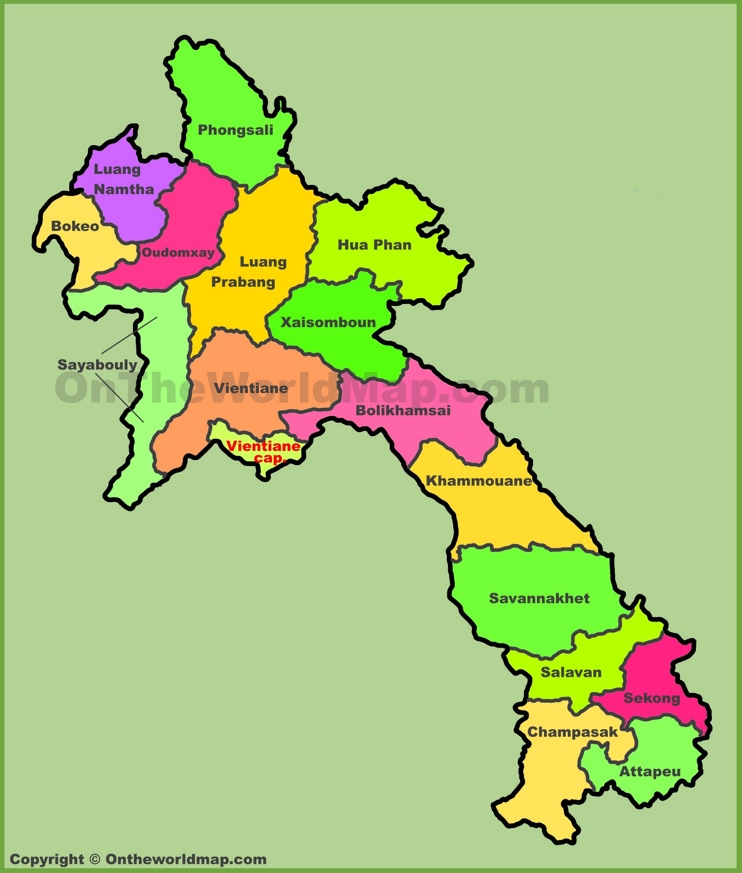 Phongsali
Luang
Namtha
Bokeo
Oudomxay
Hua Phan
Luang
Prabang
Xaisomboun
Sayabouly
OnTheWorldMap.com
Vientiane
Bolikhamsai
Vientiane
cap.
Khammouane
Savannakhet
Salavan
Sekong
Champasak
Attapeu
Copyright © Ontheworldmap.com